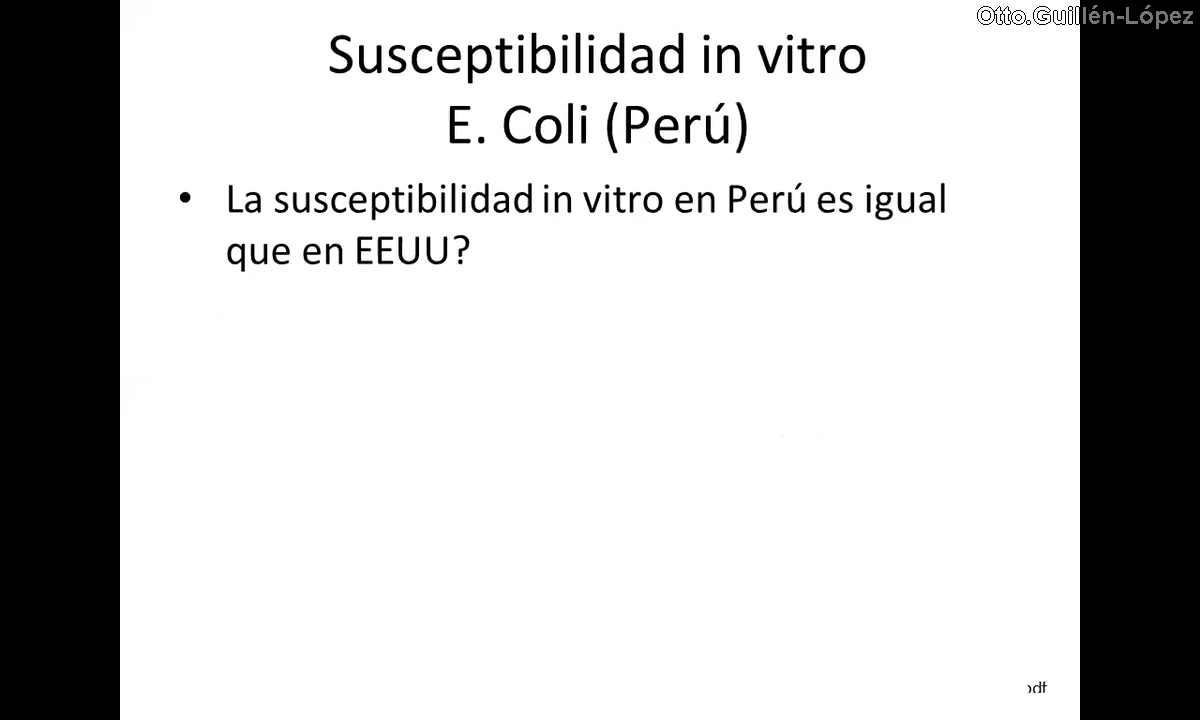 Otto.Guillén-López
Susceptibilidad in vitro
E. Coli (Perú)
• La susceptibilidad in vitro en Perú es igual
que en EEUU?